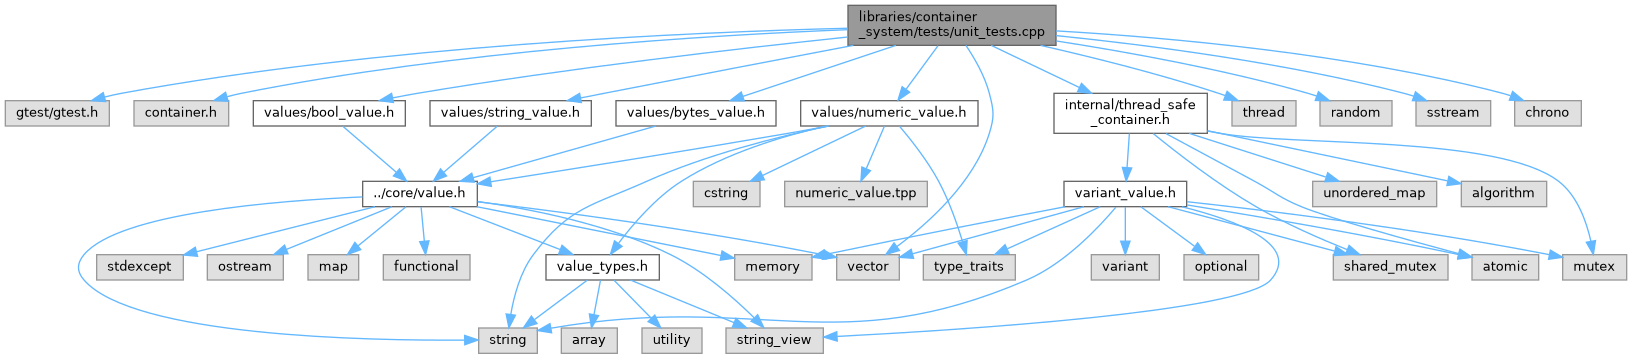 libraries/container
_system/tests/unit_tests.cpp
gtest/gtest.h
container.h
values/bool_value.h
values/string_value.h
values/bytes_value.h
values/numeric_value.h
internal/thread_safe
_container.h
thread
random
sstream
chrono
../core/value.h
cstring
numeric_value.tpp
variant_value.h
unordered_map
algorithm
stdexcept
ostream
map
functional
value_types.h
memory
vector
type_traits
variant
optional
shared_mutex
atomic
mutex
string
array
utility
string_view